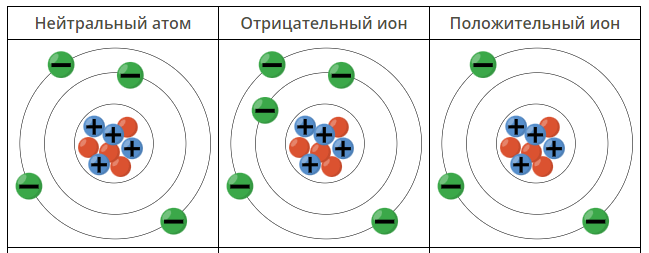 Нейтральный атом
Отрицательный ион
Положительный ион